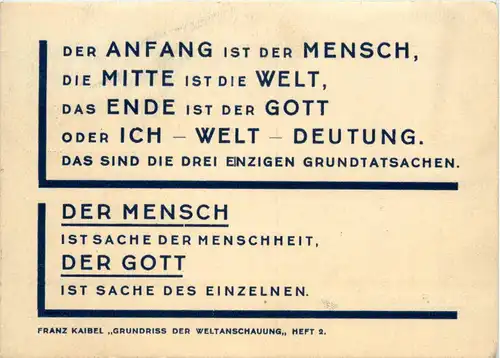 DER ANFANG IST DER MENSCH,
DIE MITTE IST DIE WELT,
DAS ENDE IST DER GOTT
ODER ICH – WELT – DEUTUNG.
DAS SIND DIE DREI EINZIGEN GRUNDTATSACHEN.
DER MENSCH
IST SACHE DER MENSCHHEIT,
DER GOTT
IST SACHE DES EINZELNEN.
FRANZ KAIBEL „GRUNDRISS DER WELTANSCHAUUNG„ HEFT 2.